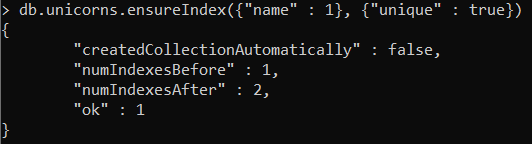 > db.unicorns.ensureIndex({"name" : 1}, {"unique" : true})
{
        "createdCollectionAutomatically" : false,
        "numIndexesBefore" : 1,
        "numIndexesAfter" : 2,
        "ok" : 1
}